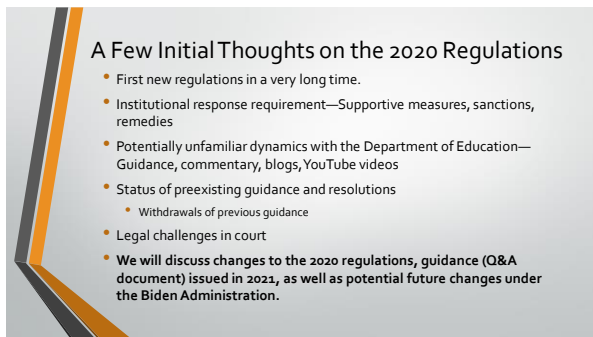 A Few Initial Thoughts on the 2020 Regulations
• First new regulations in a very long time.
• Institutional response requirement—Supportive measures, sanctions,
remedies
• Potentially unfamiliar dynamics with the Department of Education—
Guidance, commentary, blogs, YouTube videos
• Status of preexisting guidance and resolutions
• Withdrawals of previous guidance
• Legal challenges in court
• We will discuss changes to the 2020 regulations, guidance (Q&A
document) issued in 2021, as well as potential future changes under
the Biden Administration.